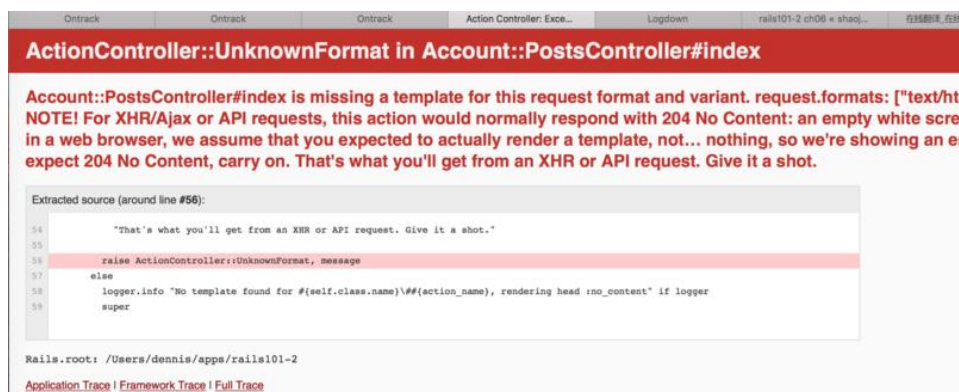 Ontrack
Ontrack
Ontrack
Action Controller: Exce...
Logdown
rails101-2 ch06 « shaoj...
在线翻译_在线
ActionController::UnknownFormat in Account::PostsController#index
Account::PostsController#index is missing a template for this request format and variant. request.formats: ["text/ht
NOTE! For XHR/Ajax or API requests, this action would normally respond with 204 No Content: an empty white scre
in a web browser, we assume that you expected to actually render a template, not... nothing, so we're showing an e
expect 204 No Content, carry on. That's what you'll get from an XHR or API request. Give it a shot.
Extracted source (around line #56):
54 "That's what you'll get from an XHR or API request. Give it a shot."
55
56 raise ActionController::UnknownFormat, message
57 else
58 logger.info "No template found for #{self.class.name}\##{action_name}, rendering head :no_content" if logger
59 super
Rails.root: /Users/dennis/apps/rails101-2
Application Trace | Framework Trace | Full Trace